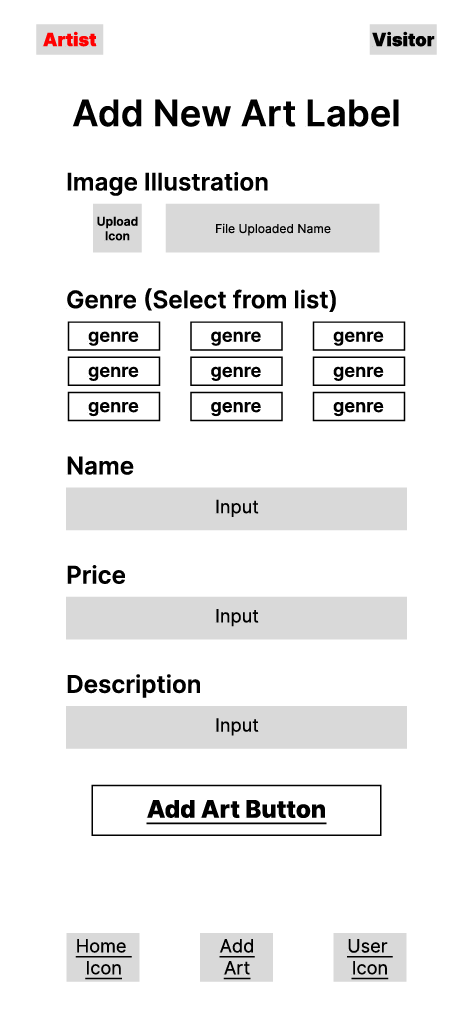 Artist
Visitor
Add New Art Label
Image Illustration
Upload
Icon
File Uploaded Name
Genre (Select from list)
genre genre genre
genre genre genre
genre genre genre
Name
Input
Price
Input
Description
Input
Add Art Button
Home
Icon
Add
Art
User
Icon